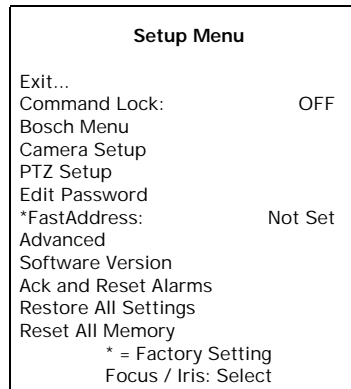 Setup Menu
Exit...
Command Lock: OFF
Bosch Menu
Camera Setup
PTZ Setup
Edit Password
*FastAddress: Not Set
Advanced
Software Version
Ack and Reset Alarms
Restore All Settings
Reset All Memory
* = Factory Setting
Focus / Iris: Select